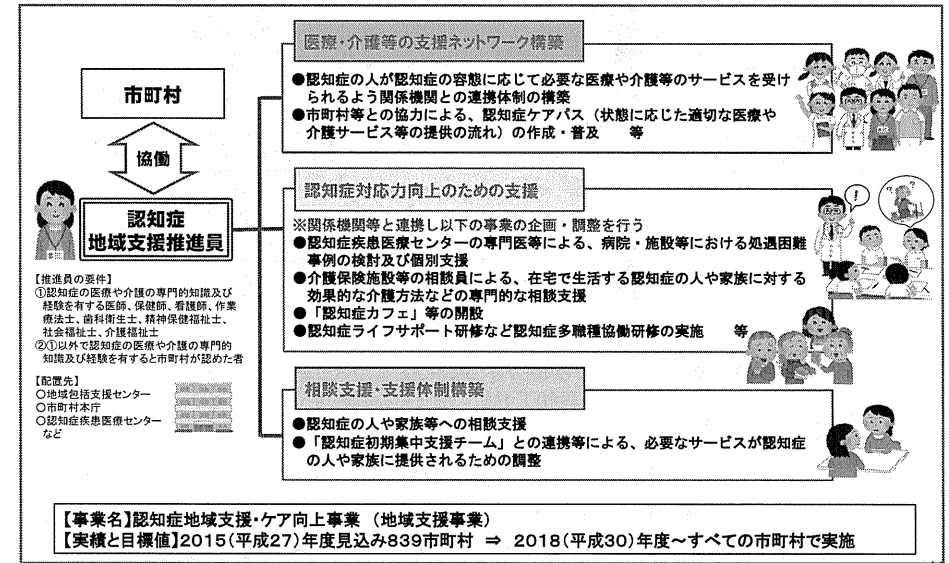 市町村
協働
認知症
地域支援推進員
【推進員の要件】
①認知症の医療や介護の専門的知識及び
経験を有する医師、保健師、看護師、作業
療法士、歯科衛生士、精神保健福祉士、
社会福祉士、介護福祉士
②①以外で認知症の医療や介護の専門的
知識及び経験を有すると市町村が認めた者
【配置先】
○地域包括支援センター
○市町村本庁
○認知症疾患医療センター
など
医療・介護等の支援ネットワーク構築
●認知症の人が認知症の容態に応じて必要な医療や介護等のサービスを受け
られるよう関係機関との連携体制の構築
●市町村等との協力による、認知症ケアパス（状態に応じた適切な医療や
介護サービス等の提供の流れ）の作成・普及　　等
認知症対応力向上のための支援
※関係機関等と連携し以下の事業の企画・調整を行う
●認知症疾患医療センターの専門医等による、病院・施設等における処遇困難
事例の検討及び個別支援
●介護保険施設等の相談員による、在宅で生活する認知症の人や家族に対する
効果的な介護方法などの専門的な相談支援
●「認知症カフェ」等の開設
●認知症ライフサポート研修など認知症多職種協働研修の実施　　等
!
? ?
相談支援・支援体制構築
●認知症の人や家族等への相談支援
●「認知症初期集中支援チーム」との連携等による、必要なサービスが認知症
の人や家族に提供されるための調整
【事業名】認知症地域支援・ケア向上事業　（地域支援事業）
【実績と目標値】2015（平成27）年度見込み839市町村　⇒　2018（平成30）年度～すべての市町村で実施